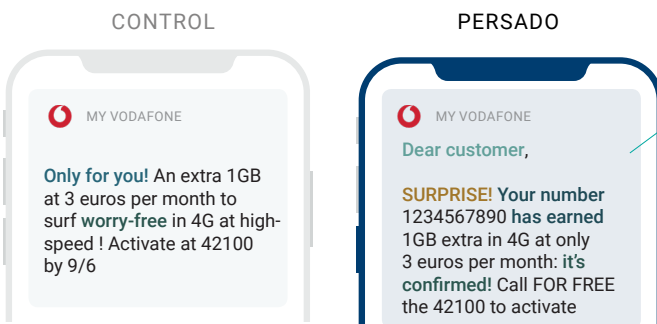 CONTROL
MY VODAFONE
Only for you! An extra 1GB
at 3 euros per month to
surf worry-free in 4G at high-
speed ! Activate at 42100
by 9/6
PERSADO
MY VODAFONE
Dear customer,
SURPRISE! Your number
1234567890 has earned
1GB extra in 4G at only
3 euros per month: it's
confirmed! Call FOR FREE
the 42100 to activate